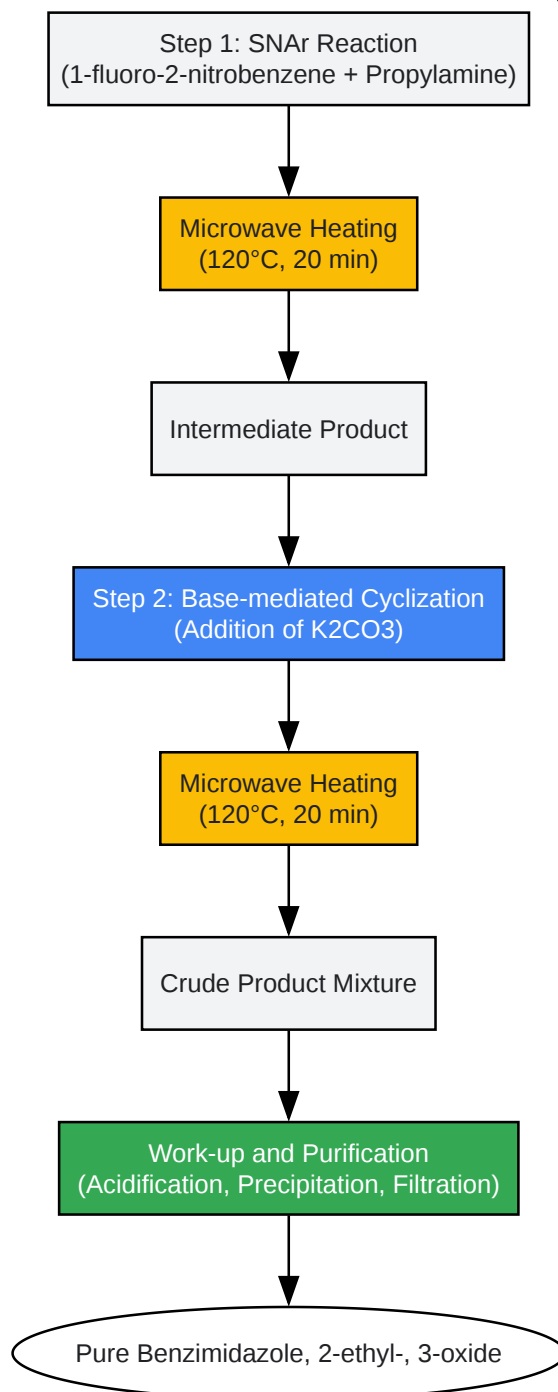 Step 1: SNAr Reaction
(1-fluoro-2-nitrobenzene + Propylamine)
Microwave Heating
(120°C, 20 min)
Intermediate Product
Step 2: Base-mediated Cyclization
(Addition of K2CO3)
Microwave Heating
(120°C, 20 min)
Crude Product Mixture
Work-up and Purification
(Acidification, Precipitation, Filtration)
Pure Benzimidazole, 2-ethyl-, 3-oxide